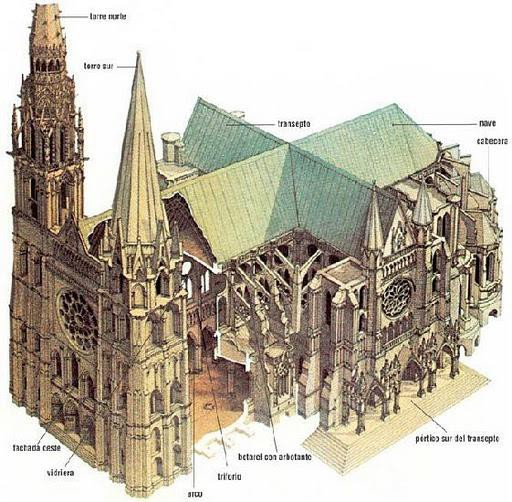 torre norte
torre sur
transepto
nave
cabecera
fachada oeste
vidriera
arco
triforio
botarel con arbotante
pórtico sur del transepto